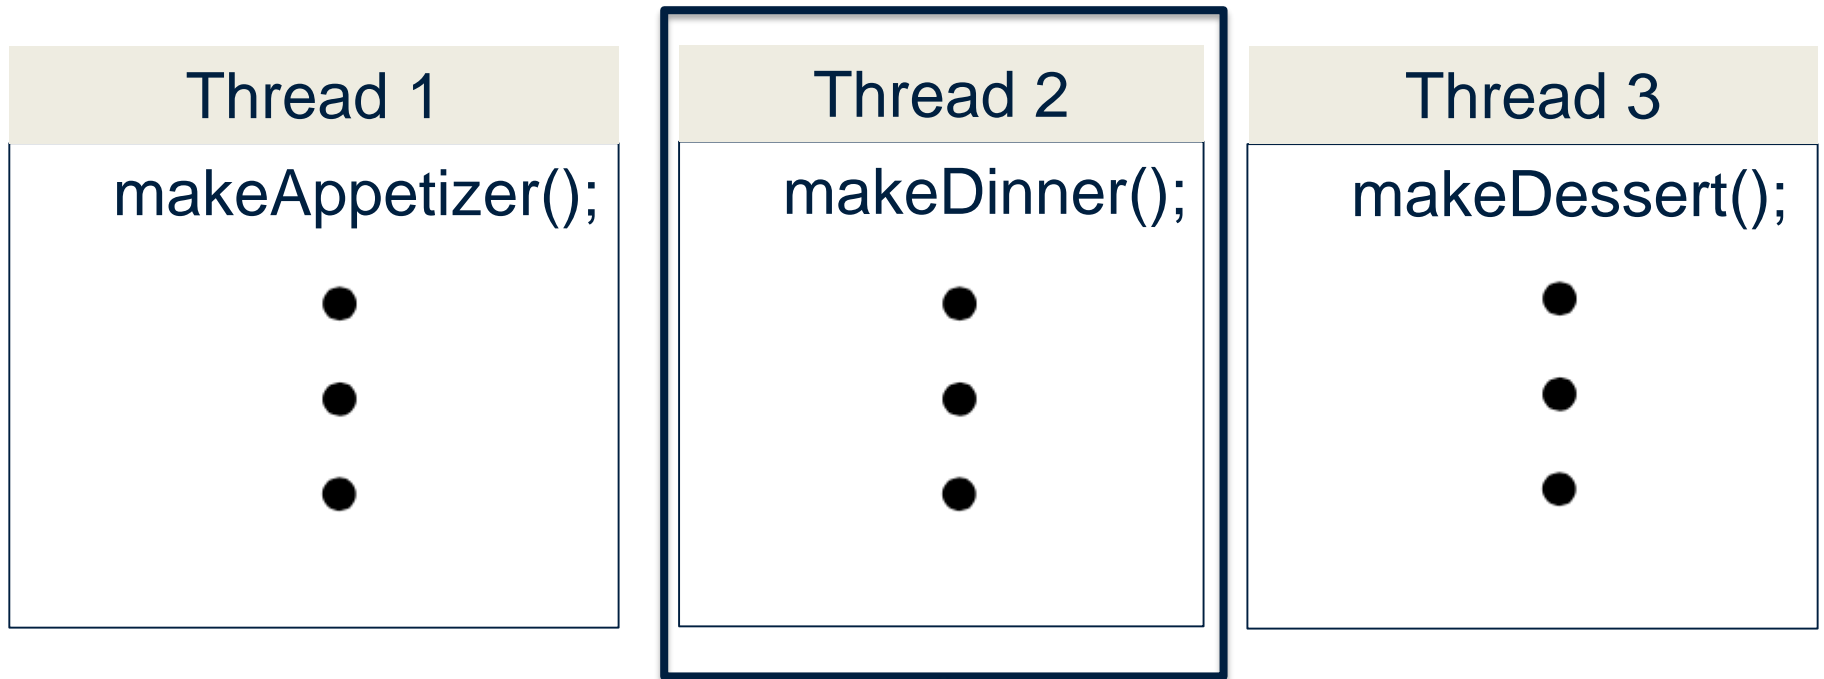 Thread 1
makeAppetizer();
Thread 2
makeDinner();
Thread 3
makeDessert();